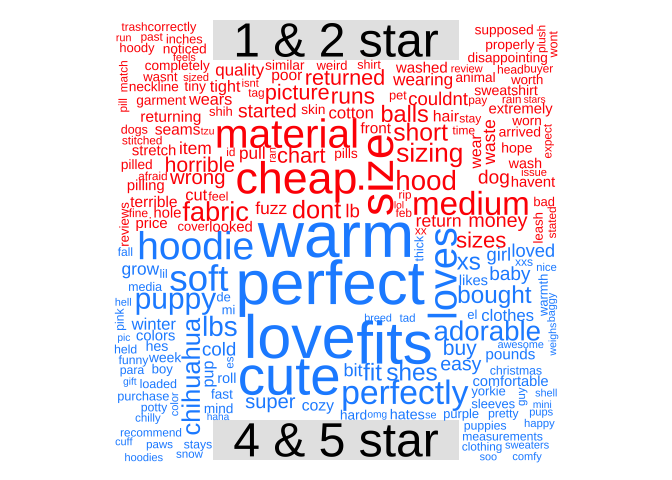 trashcorrectly
1 & 2 star
supposed
run past inches
properly plush
hoody noticed
wont
feels
disappointing
completely quality similar weird shirt washed review headbuyer
match wasnt sized poor returned wearing animal worth
neckline tiny tight isnt
tag picture runs pet couldnt pay sweatshirt
pill garment wears rain stars
shih started skin cotton balls hair stay extremely
returning worn
dogs seams tzu material front short time waste arrived expect
stitched
stretch item id pull ran chart pills size sizing wear hope
pilled horrible wash
afraid wrong cheap hood dog issue
pilling havent
cut feel rip
terrible lpl medium bad
fine hole fabric fuzz dont lb feb
reviews price coverlooked xx return money leash stated
hoodie warm thick loves sizes
fall girl loved
grow lil soft xs xxs nice
media perfect likes baby warmth
hell puppy de bought baggy
pink mi
winter lbs breed tad el clothes
pic colors love fits adorable weighs
held hes chihuahua cold buy awesome
funny week es pounds
para boy pup cute bit fit shes easy christmas
gift loaded roll comfortable
purchase color fast perfectly yorkie guy shell
potty mind super cozy sleeves mini
chilly haha hard omg hates se purple pretty pups
happy
recommend 4 & 5 star puppies
cuff paws stays measurements
clothing sweaters
hoodies snow soo comfy